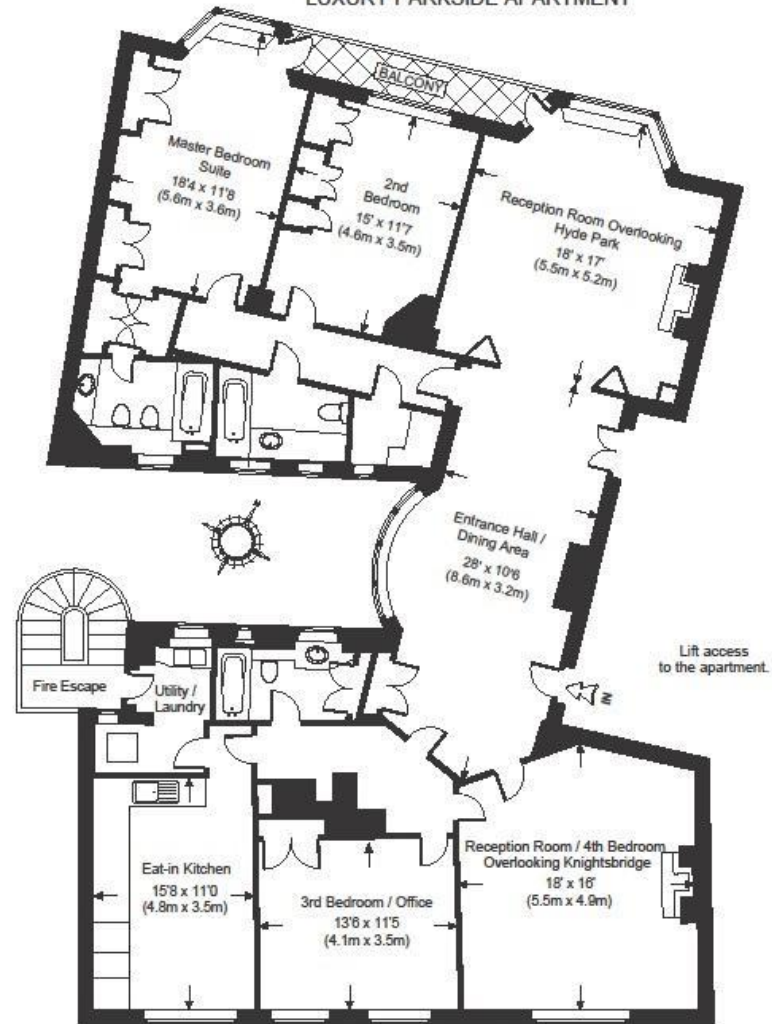 LUXURY PARKSIDE APARTMENT
BALCONY
Master Bedroom
Suite
18'4 x 11'8
(5.6m x 3.6m)
2nd
Bedroom
15' x 11'7
(4.6m x 3.5m)
Reception Room Overlooking
Hyde Park
18' x 17'
(5.5m x 5.2m)
Entrance Hall /
Dining Area
28' x 10'6
(8.6m x 3.2m)
Lift access
to the apartment.
IN
Fire Escape
Utility /
Laundry
Eat-in Kitchen
15'8 x 11'0
(4.8m x 3.5m)
3rd Bedroom / Office
13'6 x 11'5
(4.1m x 3.5m)
Reception Room / 4th Bedroom
Overlooking Knightsbridge
18' x 16'
(5.5m x 4.9m)